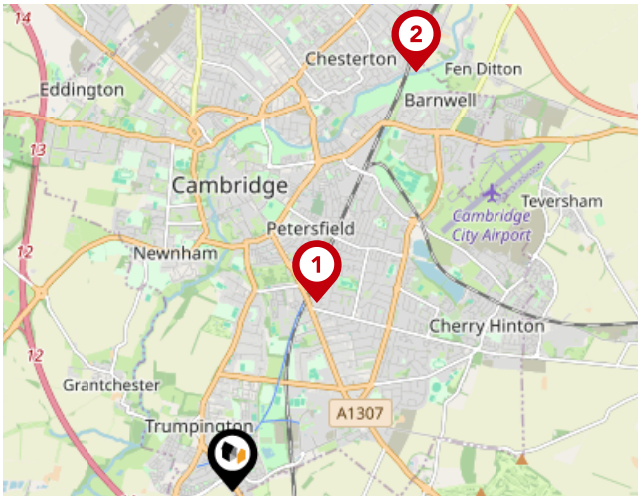 14
2
Chesterton
Fen Ditton
Eddington
Barnwell
13
Cambridge
Teversham
Cambridge
City Airport
Petersfield
12
Newnham
1
Cherry Hinton
12
Grantchester
A1307
Trumpington